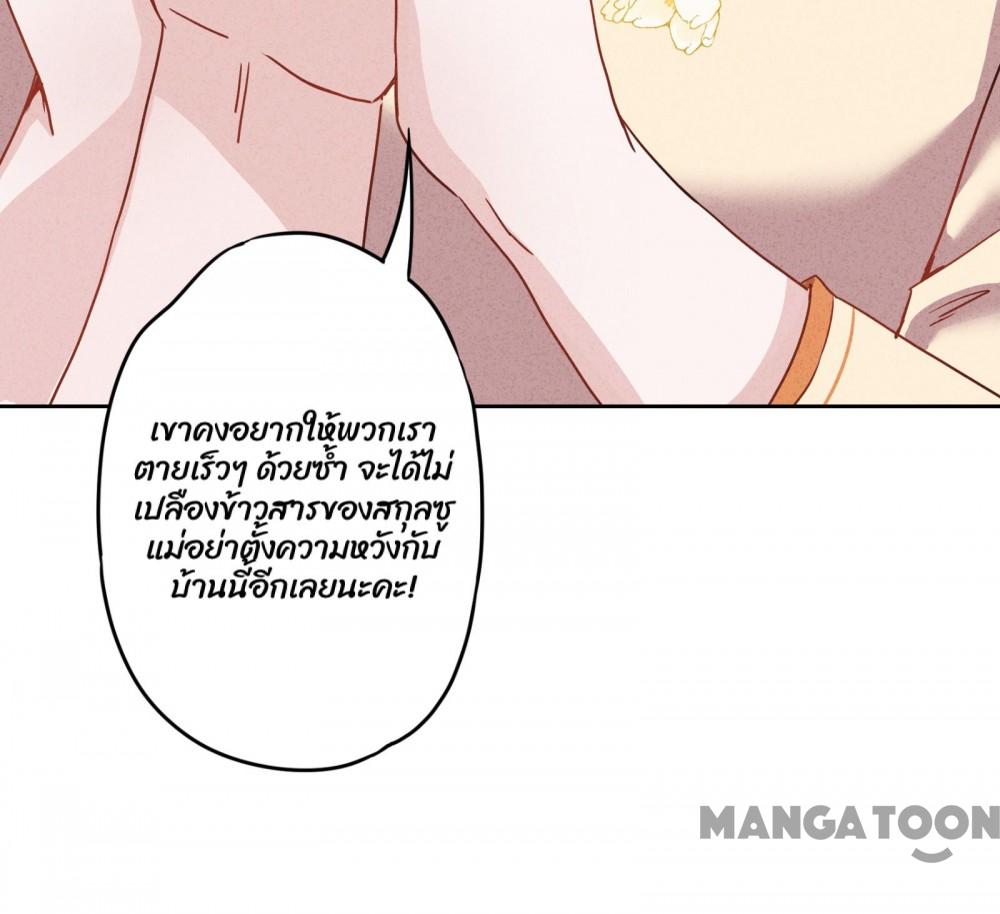 เขาคงอยากให้พวกเรา
ตายเร็วๆ ด้วยซ้ำ จะได้ไม่
เปลืองข้าวสารของสกุลซู
แม่อย่าตั้งความหวังกับ
บ้านนี้อีกเลยนะคะ!
MANGATOON